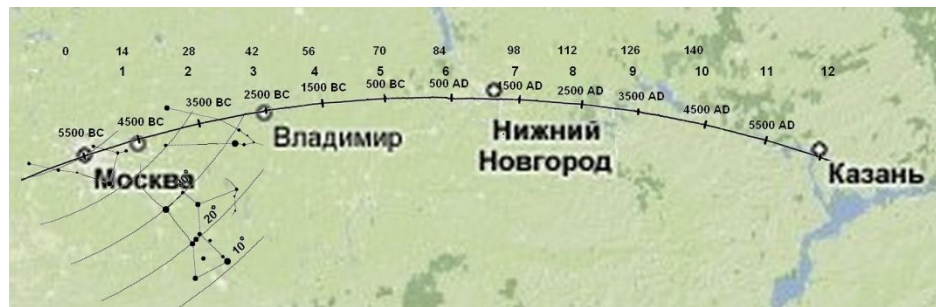 0 14 28 42 56 70 84 98 112 126 140
1 2 3 4 5 6 7 8 9 10 11 12
5500 BC 4500 BC 3500 BC 2500 BC 1500 BC 500 BC 500 AD 1500 AD 2500 AD 3500 AD 4500 AD 5500 AD
Москва
Владимир
Нижний
Новгород
Казань
20°
10°